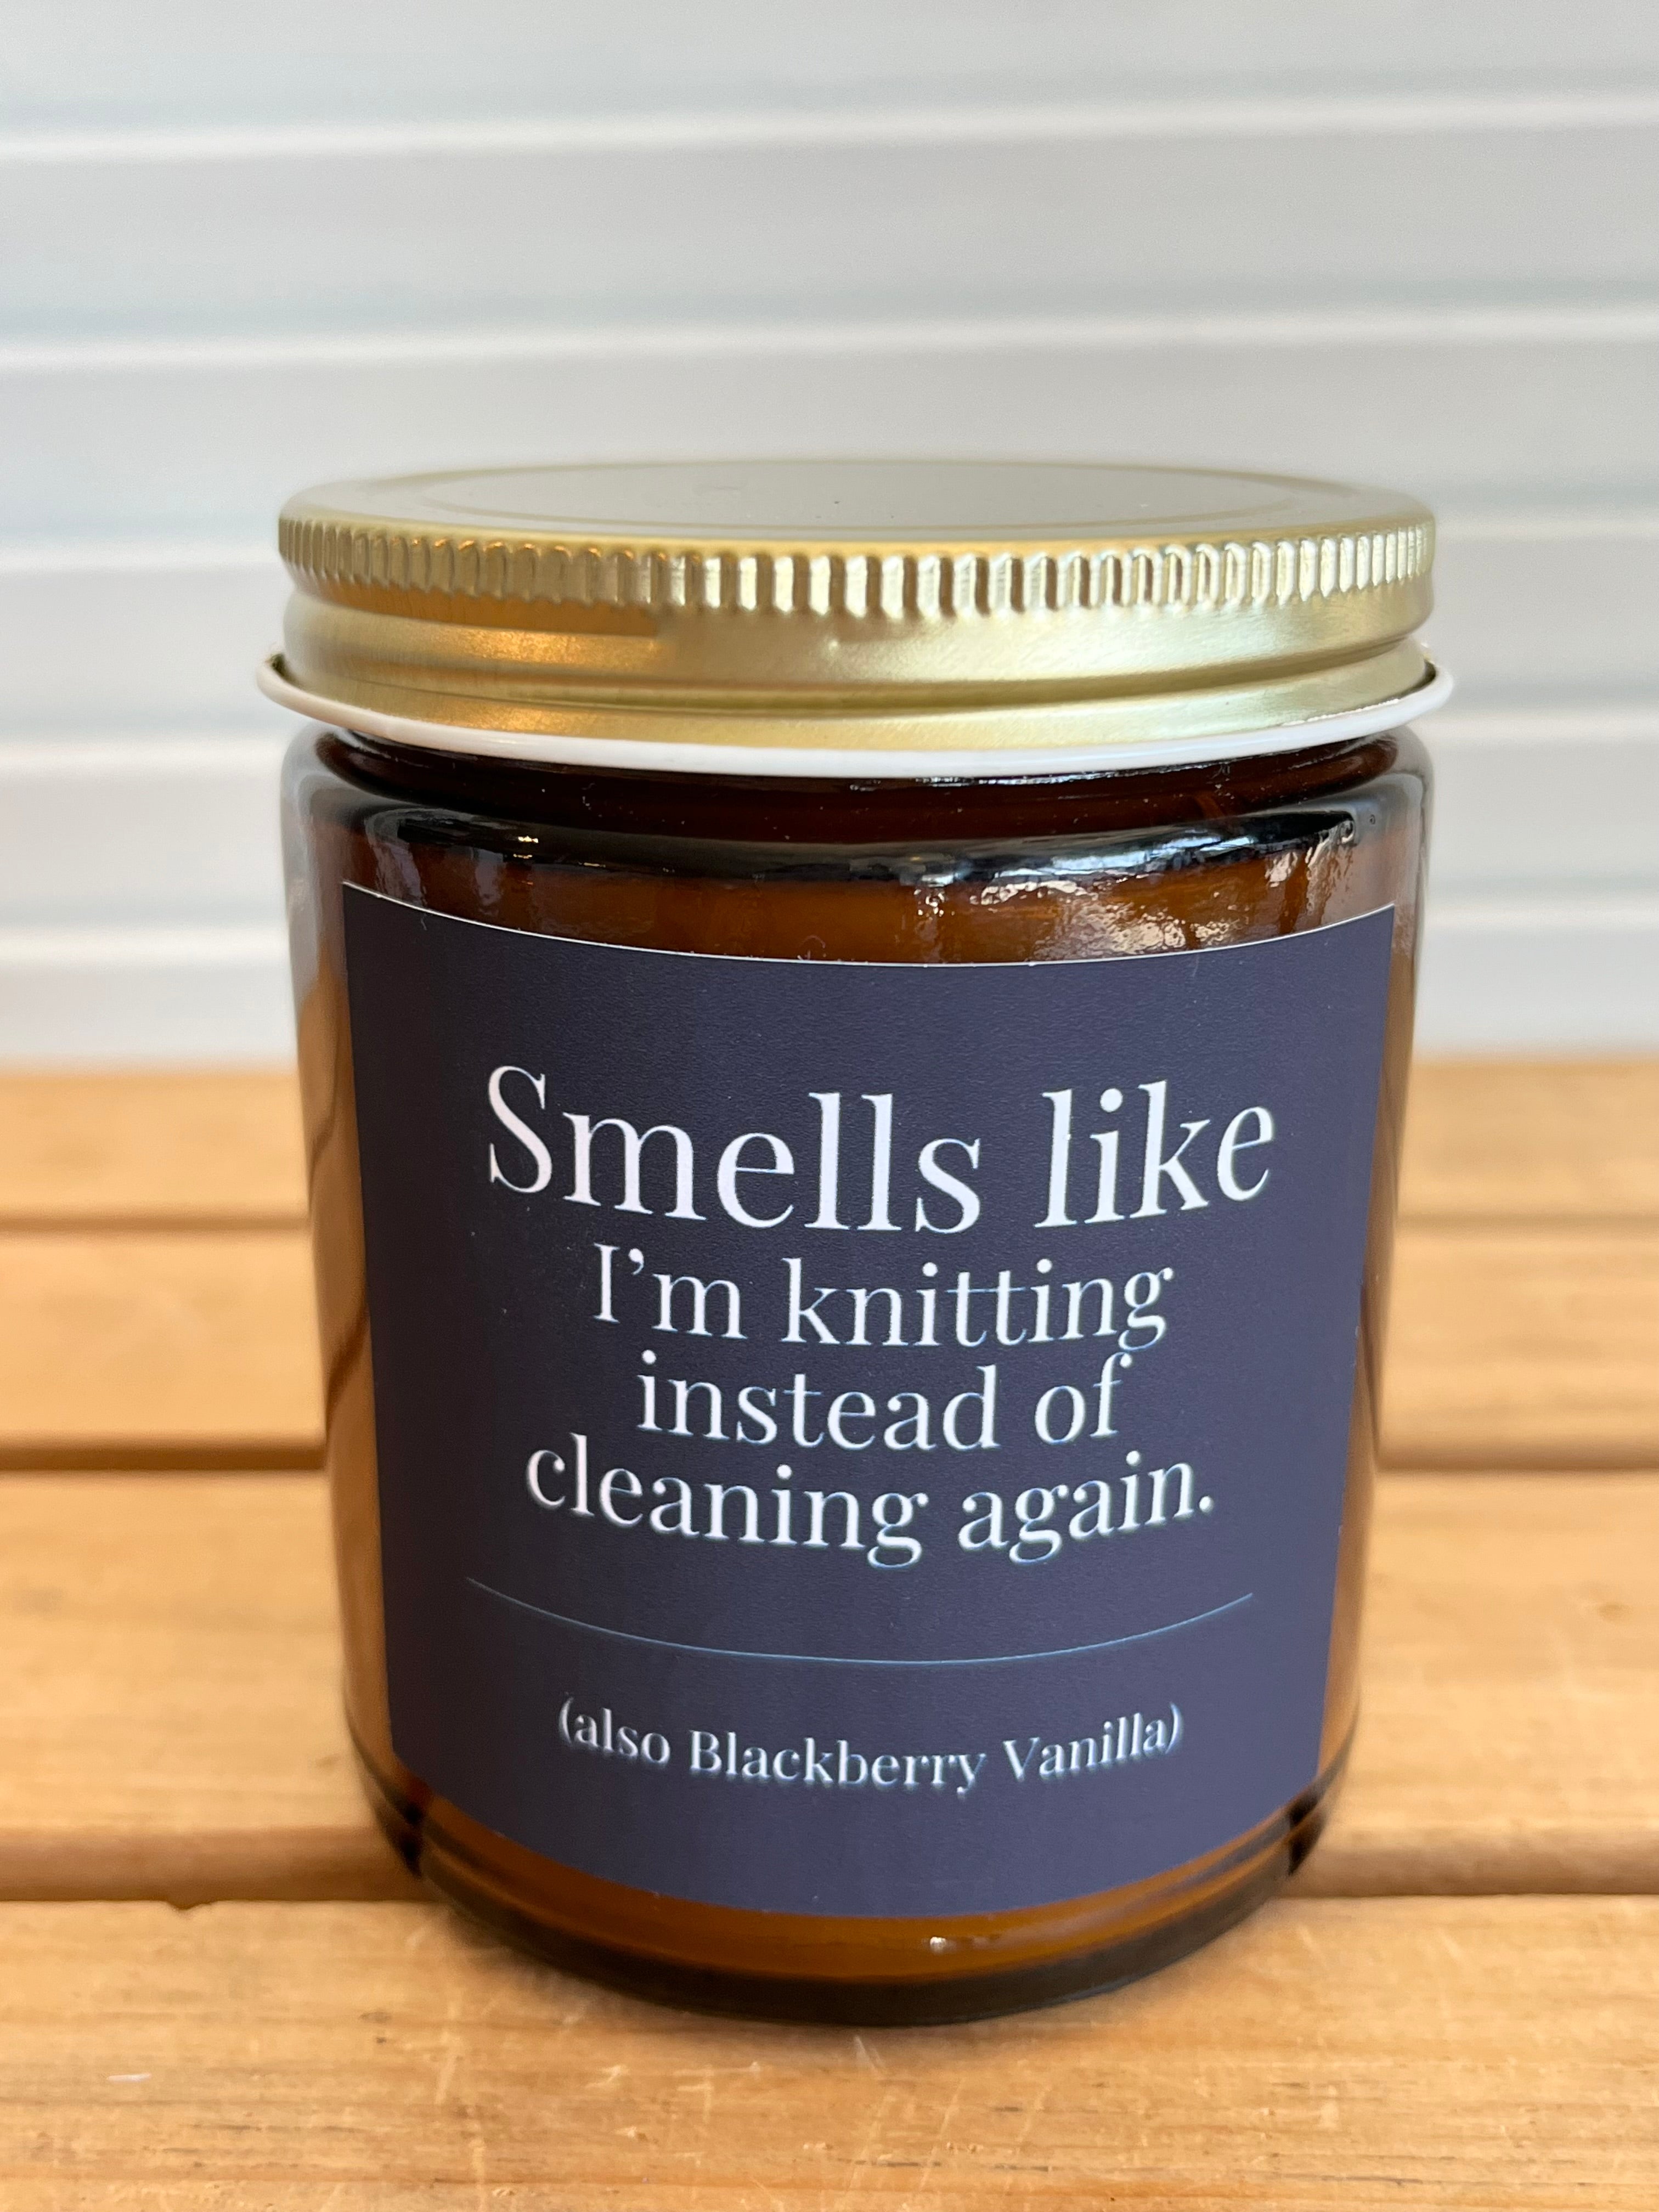 Smells like
I'm knitting
instead of
cleaning again.
(also Blackberry Vanilla)